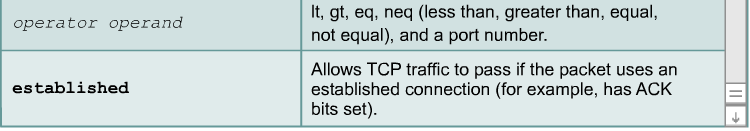 operator operand
lt, gt, eq, neq (less than, greater than, equal,
not equal), and a port number.
established
Allows TCP traffic to pass if the packet uses an
established connection (for example, has ACK
bits set).